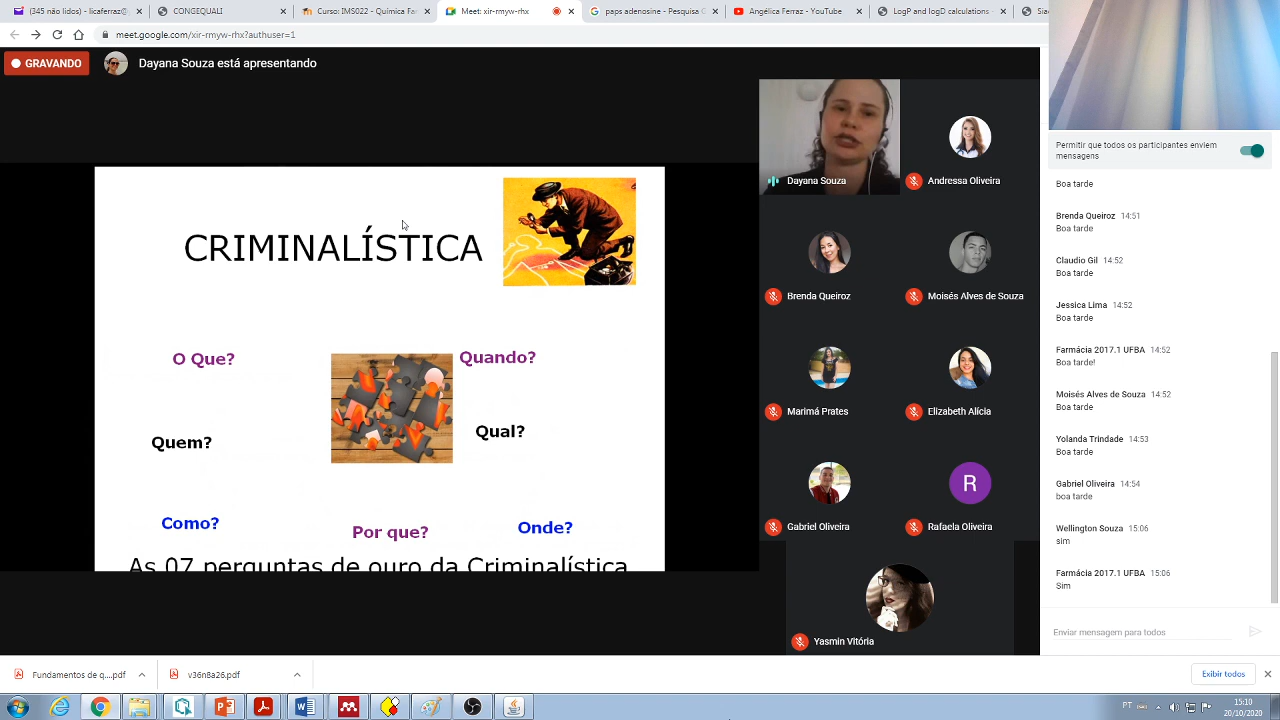 (345 não lidos) - licaferraz@
CONGEQUALI
Curso: IMS022 - Química Fa
Meet: xir-rmyw-rhx
paps adenosine - Pesquisa G
Angélica Ferraz - YouTube
LogP and logD calculations
Sia
meet.google.com/xir-rmyw-rhx?authuser=1
GRAVANDO
Dayana Souza está apresentando
CRIMINALÍSTICA
O Que?
Quando?
Quem?
Qual?
Como?
Por que?
Onde?
As 07 perguntas de ouro da Criminalística
Dayana Souza
Andressa Oliveira
Brenda Queiroz
Moisés Alves de Souza
Marimá Prates
Elizabeth Alícia
R
Gabriel Oliveira
Rafaela Oliveira
Yasmin Vitória
Permitir que todos os participantes enviem
mensagens
Boa tarde
Brenda Queiroz 14:51
Boa tarde
Claudio Gil 14:52
Boa tarde
Jessica Lima 14:52
Boa tarde
Farmácia 2017.1 UFBA 14:52
Boa tarde!
Moisés Alves de Souza 14:52
Boa tarde
Yolanda Trindade 14:53
Boa tarde
Gabriel Oliveira 14:54
boa tarde
Wellington Souza 15:06
sim
Farmácia 2017.1 UFBA 15:06
Sim
Enviar mensagem para todos
Fundamentos de q....pdf
v36n8a26.pdf
Exibir todos
PT
15:10
20/10/2020